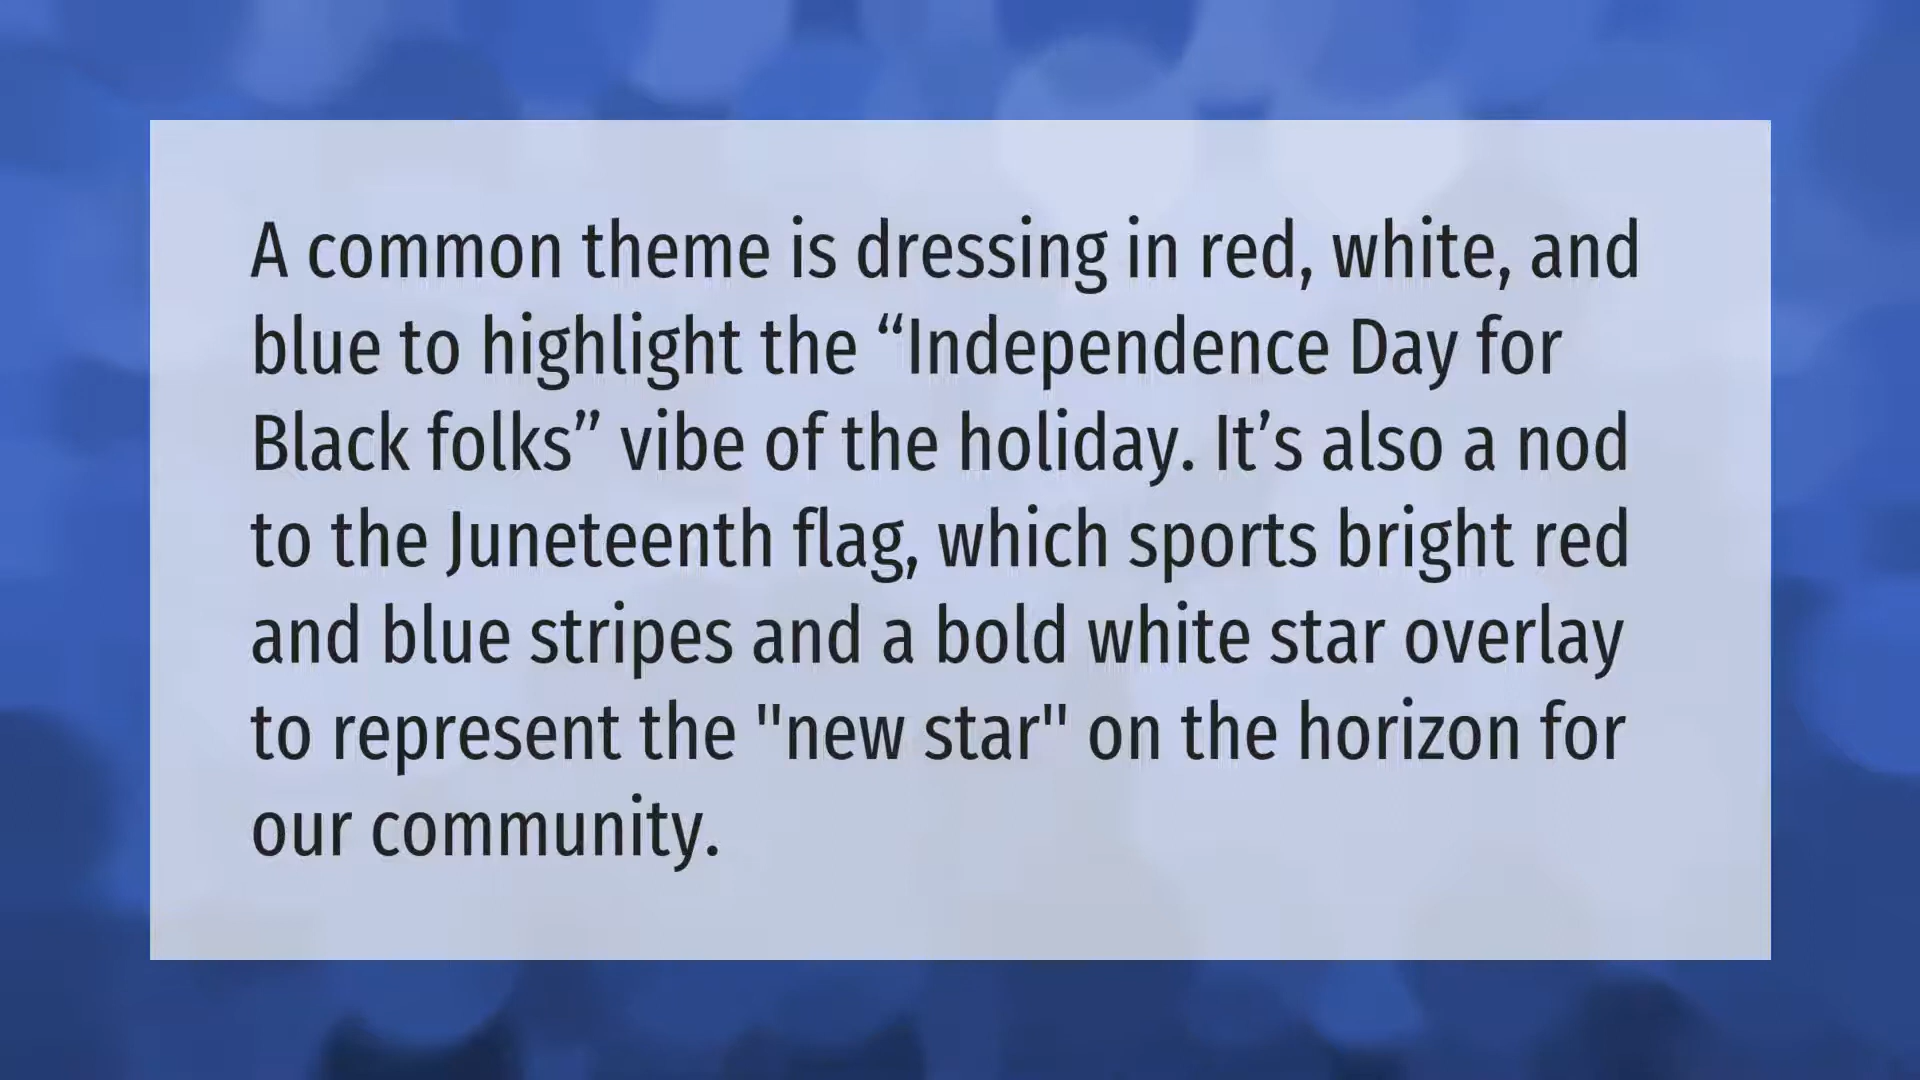 A common theme is dressing in red, white, and
blue to highlight the “Independence Day for
Black folks” vibe of the holiday. It’s also a nod
to the Juneteenth flag, which sports bright red
and blue stripes and a bold white star overlay
to represent the "new star" on the horizon for
our community.